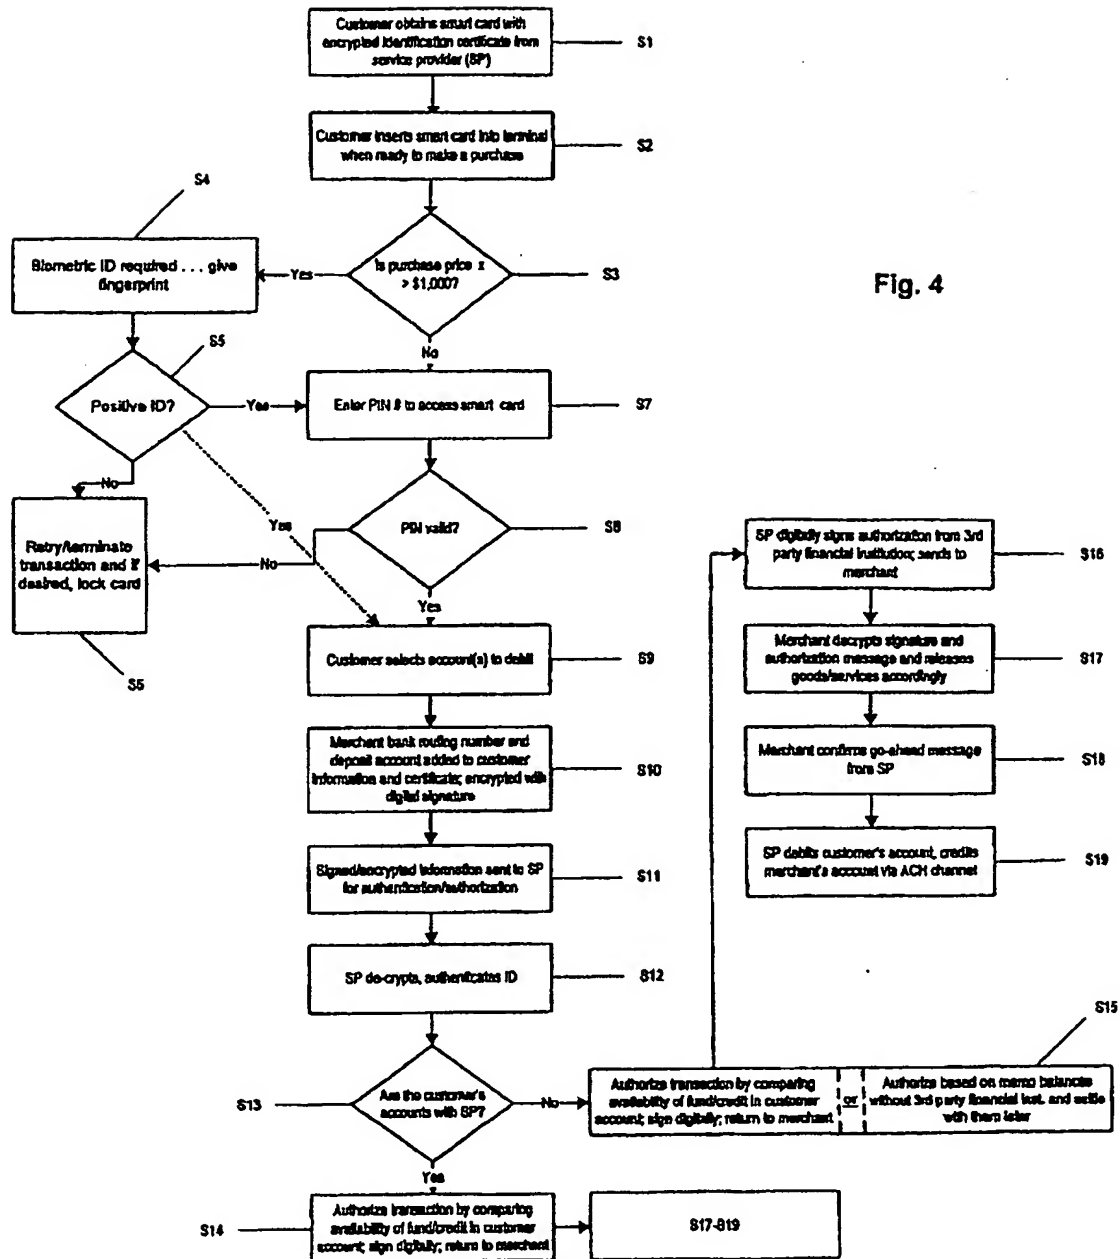 Customer obtains smart card with
encrypted identification certificate from
service provider (SP)
S1
Customer inserts smart card into terminal
when ready to make a purchase
S2
S4
Biometric ID required . . . give
fingerprint
Yes
Is purchase price x
> $1,000?
S3
Fig. 4
No
S5
Positive ID?
Yes
Enter PIN # to access smart card
S7
No
Yes
PIN valid?
S8
Retry/terminate
transaction and if
desired, lock card
No
Yes
S5
Customer selects account(s) to debit
S9
Merchant bank routing number and
deposit account added to customer
information and certificate; encrypted with
digital signature
S10
Signed/encrypted information sent to SP
for authentication/authorization
S11
SP de-crypts, authenticates ID
S12
Are the customer's
accounts with SP?
S13
No
Authorize transaction by comparing
availability of fund/credit in customer
account; sign digitally; return to merchant
or
Authorize based on memo balances
without 3rd party financial inst. and settle
with them later
S15
Yes
S14
Authorize transaction by comparing
availability of fund/credit in customer
account; sign digitally; return to merchant
S17-S19
SP digitally signs authorization from 3rd
party financial institution; sends to
merchant
S16
Merchant decrypts signature and
authorization message and releases
goods/services accordingly
S17
Merchant confirms go-ahead message
from SP
S18
SP debits customer's account, credits
merchant's account via ACH channel
S19